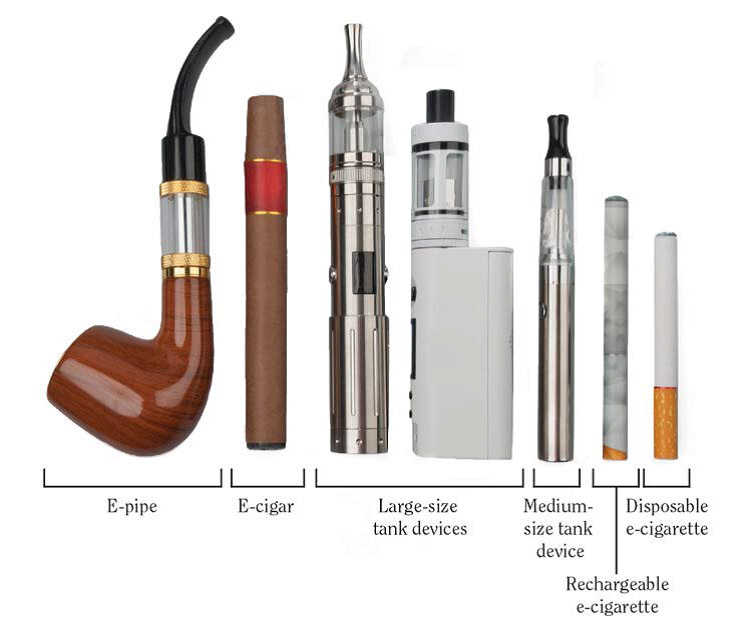 E-pipe
E-cigar
Large-size
tank devices
Medium-
size tank
device
Rechargeable
e-cigarette
Disposable
e-cigarette